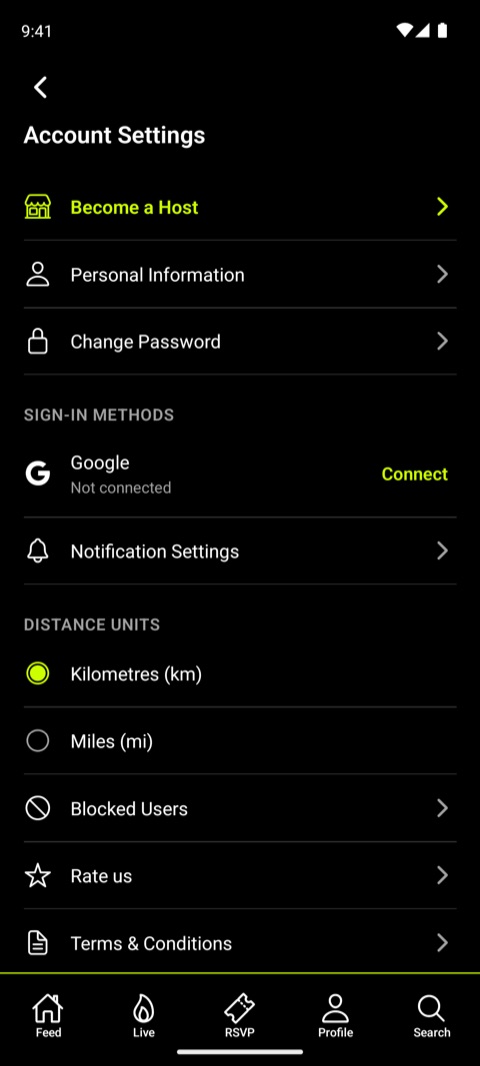 9:41
Account Settings
Become a Host
Personal Information
Change Password
SIGN-IN METHODS
Google
Not connected
Connect
Notification Settings
DISTANCE UNITS
Kilometres (km)
Miles (mi)
Blocked Users
Rate us
Terms & Conditions
Feed
Live
RSVP
Profile
Search